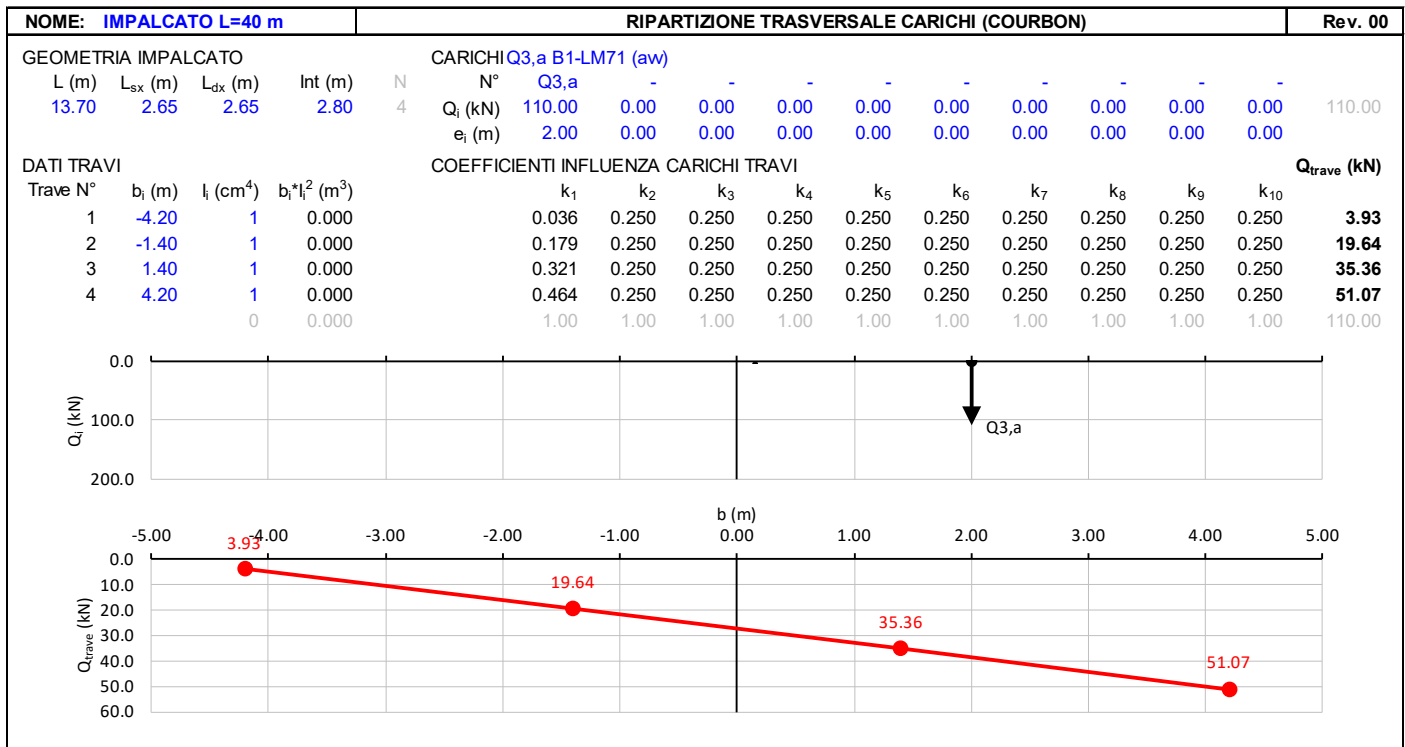 NOME: IMPALCATO L=40 m RIPARTIZIONE TRASVERSALE CARICHI (COURBON) Rev. 00
GEOMETRIA IMPALCATO CARICHI Q3,a B1-LM71 (aw)
L (m) Lsx (m) Ldx (m) Int (m) N N° Q3,a - - - - - - - - -
13.70 2.65 2.65 2.80 4 Qi (kN) 110.00 0.00 0.00 0.00 0.00 0.00 0.00 0.00 0.00 0.00 110.00
ei (m) 2.00 0.00 0.00 0.00 0.00 0.00 0.00 0.00 0.00 0.00
DATI TRAVI COEFFICIENTI INFLUENZA CARICHI TRAVI Qtrave (kN)
Trave N° bi (m) Ii (cm4) bi*Ii2 (m3) k1 k2 k3 k4 k5 k6 k7 k8 k9 k10
1 -4.20 1 0.000 0.036 0.250 0.250 0.250 0.250 0.250 0.250 0.250 0.250 0.250 3.93
2 -1.40 1 0.000 0.179 0.250 0.250 0.250 0.250 0.250 0.250 0.250 0.250 0.250 19.64
3 1.40 1 0.000 0.321 0.250 0.250 0.250 0.250 0.250 0.250 0.250 0.250 0.250 35.36
4 4.20 1 0.000 0.464 0.250 0.250 0.250 0.250 0.250 0.250 0.250 0.250 0.250 51.07
0 0.000 1.00 1.00 1.00 1.00 1.00 1.00 1.00 1.00 1.00 1.00 110.00
0.0
100.0
200.0
Qi (kN)
Q3,a
b (m)
-5.00 -4.00 -3.00 -2.00 -1.00 0.00 1.00 2.00 3.00 4.00 5.00
0.0
10.0
20.0
30.0
40.0
50.0
60.0
Qtrave (kN)
3.93
19.64
35.36
51.07